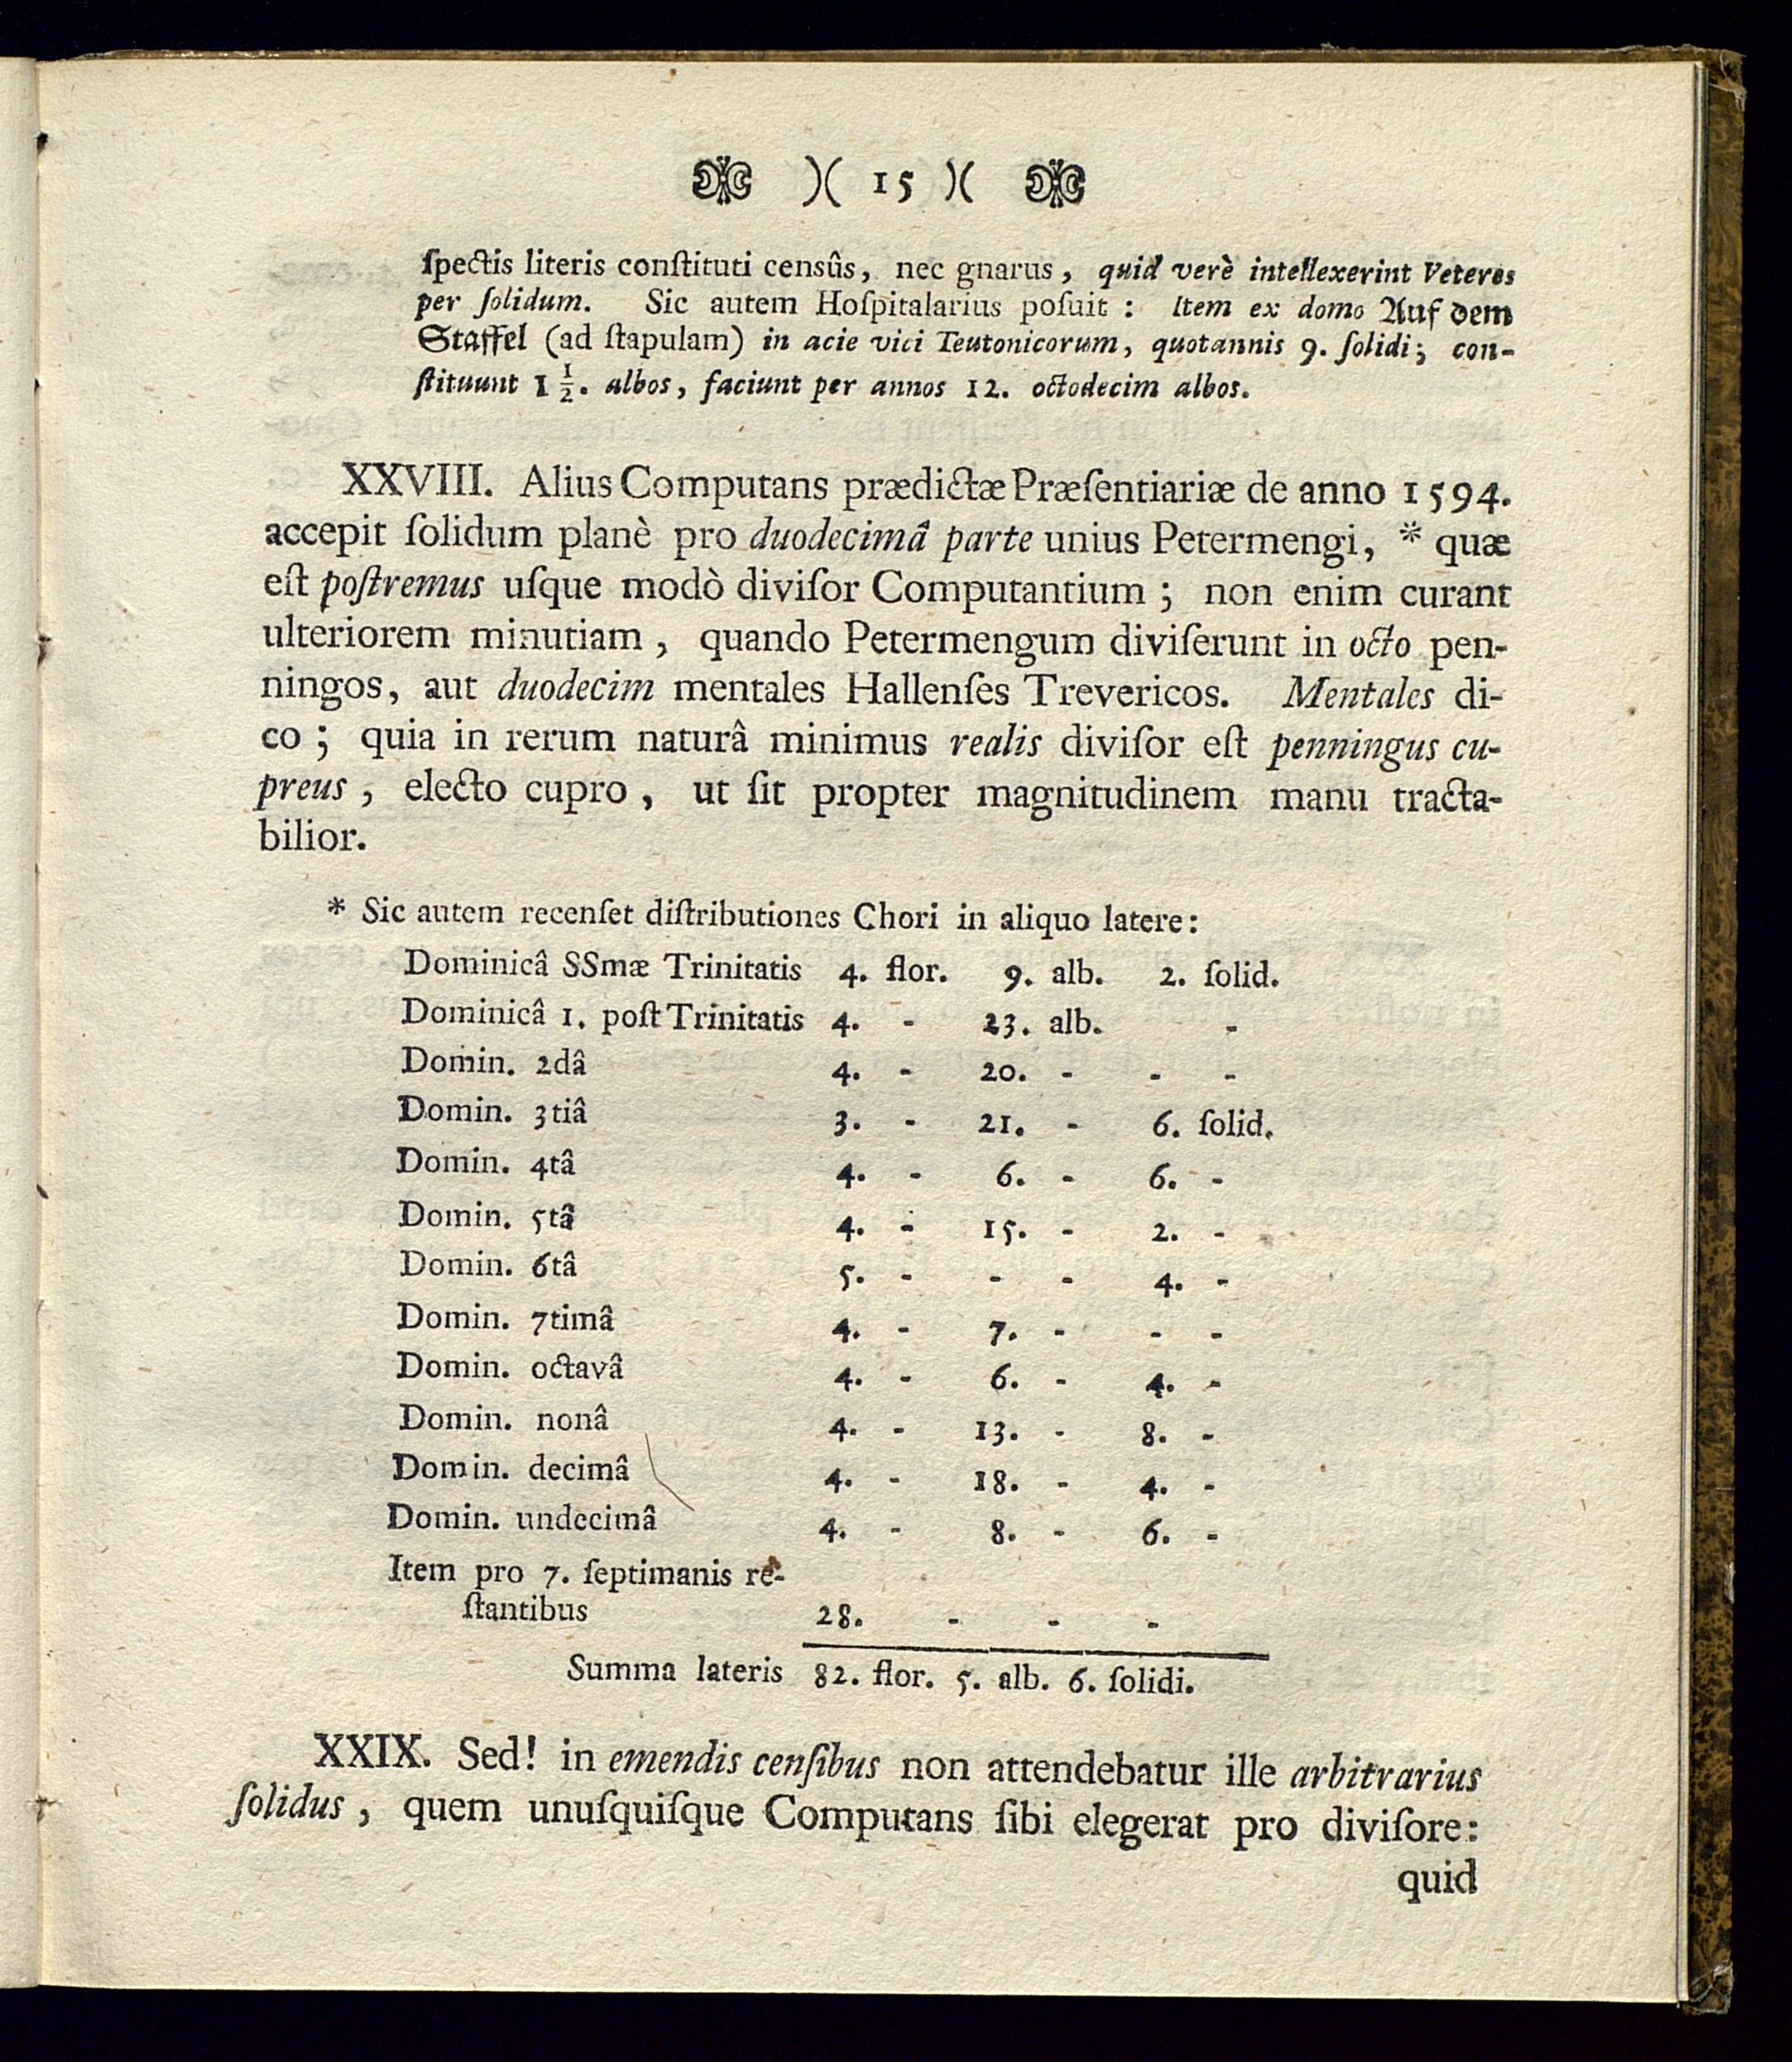 )( 15 )(
ſpectis literis conſtituti censûs, nec gnarus, quid verè intellexerint Veteres
per ſolidum. Sic autem Hoſpitalarius poſuit: Item ex domo Auf dem
Staffel (ad ſtapulam) in acie vici Teutonicorum, quotannis 9. ſolidi; con-
ſtituunt 1 1/2. albos, faciunt per annos 12. octodecim albos.
XXVIII. Alius Computans prædictæ Præſentiariæ de anno 1594.
accepit ſolidum planè pro duodecimâ parte unius Petermengi, * quæ
eſt poſtremus uſque modò diviſor Computantium; non enim curant
ulteriorem minutiam, quando Petermengum diviſerunt in octo pen-
ningos, aut duodecim mentales Hallenſes Trevericos. Mentales di-
co; quia in rerum naturâ minimus realis diviſor eſt penningus cu-
preus, electo cupro, ut ſit propter magnitudinem manu tracta-
bilior.
* Sic autem recenſet diſtributiones Chori in aliquo latere:
Dominicâ SSmæ Trinitatis 4. flor. 9. alb. 2. ſolid.
Dominicâ 1. poſt Trinitatis 4. - 23. alb. -
Domin. 2dâ 4. - 20. - - -
Domin. 3tiâ 3. - 21. - 6. ſolid.
Domin. 4tâ 4. - 6. - 6. -
Domin. 5tâ 4. - 15. - 2. -
Domin. 6tâ 5. - - - 4. -
Domin. 7timâ 4. - 7. - - -
Domin. octavâ 4. - 6. - 4. -
Domin. nonâ 4. - 13. - 8. -
Domin. decimâ 4. - 18. - 4. -
Domin. undecimâ 4. - 8. - 6. -
Item pro 7. ſeptimanis re-
ſtantibus 28. - - -
Summa lateris 82. flor. 5. alb. 6. ſolidi.
XXIX. Sed! in emendis cenſibus non attendebatur ille arbitrarius
ſolidus, quem unuſquiſque Computans ſibi elegerat pro diviſore:
quid